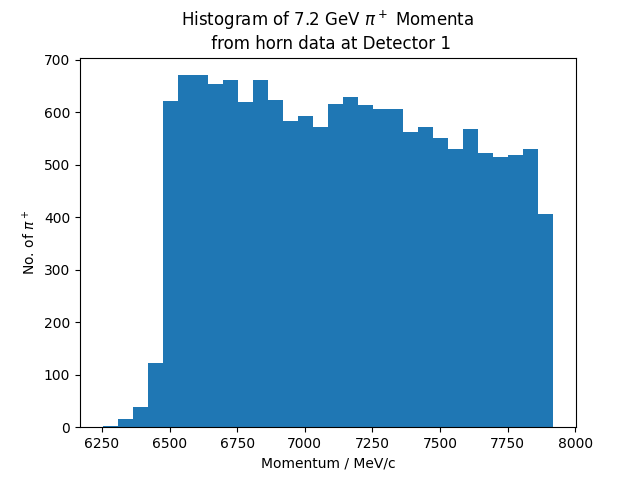 Histogram of 7.2 GeV π⁺ Momenta
from horn data at Detector 1
700
600
500
400
300
200
100
0
No. of π⁺
6250 6500 6750 7000 7250 7500 7750 8000
Momentum / MeV/c